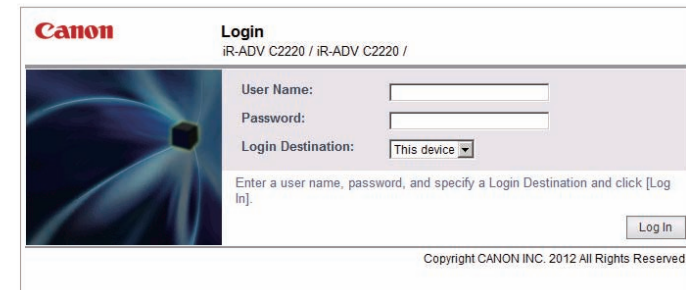 Canon
Login
iR-ADV C2220 / iR-ADV C2220 /
User Name:
Password:
Login Destination: This device
Enter a user name, password, and specify a Login Destination and click [Log
In].
Log In
Copyright CANON INC. 2012 All Rights Reserved